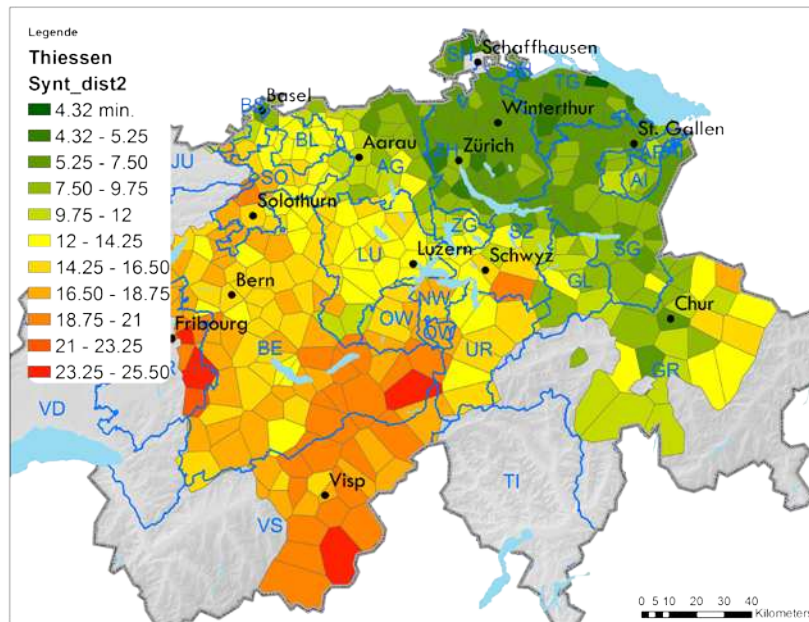 Legende
Thiessen
Synt_dist2
4.32 min.
4.32 - 5.25
5.25 - 7.50
7.50 - 9.75
9.75 - 12
12 - 14.25
14.25 - 16.50
16.50 - 18.75
18.75 - 21
21 - 23.25
23.25 - 25.50
SH
Schaffhausen
TG
BS
Basel
Winterthur
BL
Aarau
ZH
Zürich
St. Gallen
AR
AI
JU
SO
AG
Solothurn
ZG
LU
Luzern
SZ
Schwyz
SG
GL
Bern
NW
Chur
OW
OW
Fribourg
BE
UR
GR
VD
Visp
VS
TI
0 5 10 20 30 40
Kilometers